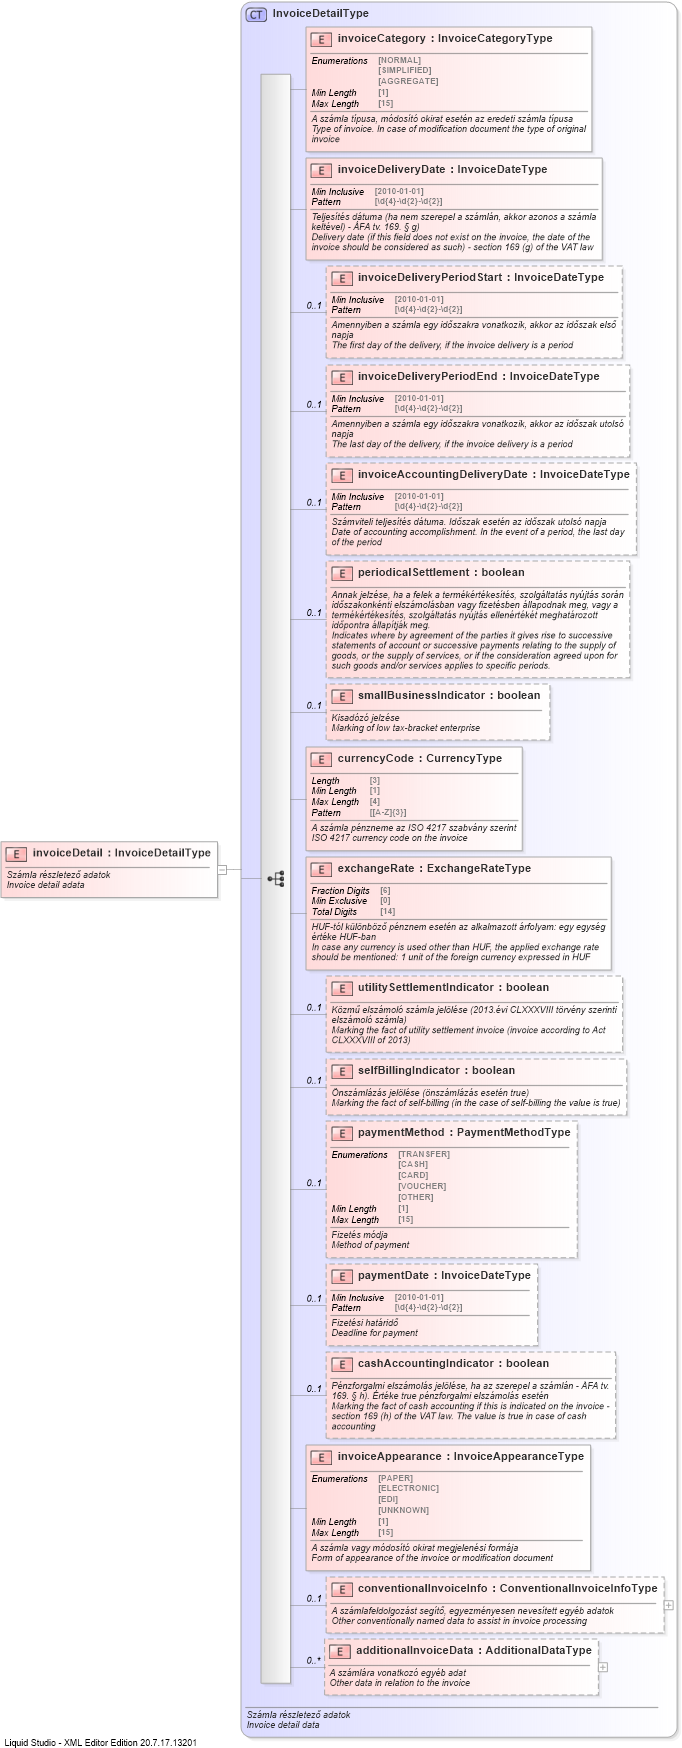 CT InvoiceDetailType
E invoiceCategory : InvoiceCategoryType
Enumerations [NORMAL]
[SIMPLIFIED]
[AGGREGATE]
Min Length [1]
Max Length [15]
A számla típusa, módosító okirat esetén az eredeti számla típusa
Type of invoice. In case of modification document the type of original
invoice
E invoiceDeliveryDate : InvoiceDateType
Min Inclusive [2010-01-01]
Pattern [\d{4}-\d{2}-\d{2}]
Teljesítés dátuma (ha nem szerepel a számlán, akkor azonos a számla
keltével) - ÁFA tv. 169. § g)
Delivery date (if this field does not exist on the invoice, the date of the
invoice should be considered as such) - section 169 (g) of the VAT law
E invoiceDeliveryPeriodStart : InvoiceDateType
0..1
Min Inclusive [2010-01-01]
Pattern [\d{4}-\d{2}-\d{2}]
Amennyiben a számla egy időszakra vonatkozik, akkor az időszak első
napja
The first day of the delivery, if the invoice delivery is a period
E invoiceDeliveryPeriodEnd : InvoiceDateType
0..1
Min Inclusive [2010-01-01]
Pattern [\d{4}-\d{2}-\d{2}]
Amennyiben a számla egy időszakra vonatkozik, akkor az időszak utolsó
napja
The last day of the delivery, if the invoice delivery is a period
E invoiceAccountingDeliveryDate : InvoiceDateType
0..1
Min Inclusive [2010-01-01]
Pattern [\d{4}-\d{2}-\d{2}]
Számviteli teljesítés dátuma. Időszak esetén az időszak utolsó napja
Date of accounting accomplishment. In the event of a period, the last day
of the period
E periodicalSettlement : boolean
0..1
Annak jelzése, ha a felek a termékértékesítés, szolgáltatás nyújtás során
időszakonkénti elszámolásban vagy fizetésben állapodnak meg, vagy a
termékértékesítés, szolgáltatás nyújtás ellenértékét meghatározott
időpontra állapítják meg.
Indicates where by agreement of the parties it gives rise to successive
statements of account or successive payments relating to the supply of
goods, or the supply of services, or if the consideration agreed upon for
such goods and/or services applies to specific periods.
E smallBusinessIndicator : boolean
0..1
Kisadózó jelzése
Marking of low tax-bracket enterprise
E currencyCode : CurrencyType
Length [3]
Min Length [1]
Max Length [4]
Pattern [[A-Z]{3}]
A számla pénzneme az ISO 4217 szabvány szerint
ISO 4217 currency code on the invoice
E invoiceDetail : InvoiceDetailType
Számla részletező adatok
Invoice detail adata
E exchangeRate : ExchangeRateType
Fraction Digits [6]
Min Exclusive [0]
Total Digits [14]
HUF-tól különböző pénznem esetén az alkalmazott árfolyam: egy egység
értéke HUF-ban
In case any currency is used other than HUF, the applied exchange rate
should be mentioned: 1 unit of the foreign currency expressed in HUF
E utilitySettlementIndicator : boolean
0..1
Közmű elszámoló számla jelölése (2013.évi CLXXXVIII törvény szerinti
elszámoló számla)
Marking the fact of utility settlement invoice (invoice according to Act
CLXXXVIII of 2013)
E selfBillingIndicator : boolean
0..1
Önszámlázás jelölése (önszámlázás esetén true)
Marking the fact of self-billing (in the case of self-billing the value is true)
E paymentMethod : PaymentMethodType
0..1
Enumerations [TRANSFER]
[CASH]
[CARD]
[VOUCHER]
[OTHER]
Min Length [1]
Max Length [15]
Fizetés módja
Method of payment
E paymentDate : InvoiceDateType
0..1
Min Inclusive [2010-01-01]
Pattern [\d{4}-\d{2}-\d{2}]
Fizetési határidő
Deadline for payment
E cashAccountingIndicator : boolean
0..1
Pénzforgalmi elszámolás jelölése, ha az szerepel a számlán - ÁFA tv.
169. § h). Értéke true pénzforgalmi elszámolás esetén
Marking the fact of cash accounting if this is indicated on the invoice -
section 169 (h) of the VAT law. The value is true in case of cash
accounting
E invoiceAppearance : InvoiceAppearanceType
Enumerations [PAPER]
[ELECTRONIC]
[EDI]
[UNKNOWN]
Min Length [1]
Max Length [15]
A számla vagy módosító okirat megjelenési formája
Form of appearance of the invoice or modification document
E conventionalInvoiceInfo : ConventionalInvoiceInfoType
0..1
A számlafeldolgozást segítő, egyezményesen nevesített egyéb adatok
Other conventionally named data to assist in invoice processing
E additionalInvoiceData : AdditionalDataType
0..*
A számlára vonatkozó egyéb adat
Other data in relation to the invoice
Számla részletező adatok
Invoice detail data
Liquid Studio - XML Editor Edition 20.7.17.13201